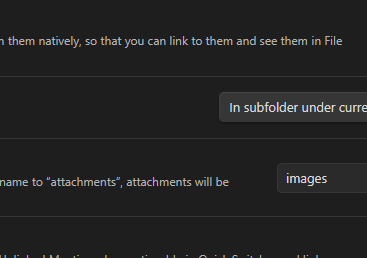 them natively, so that you can link to them and see them in File
In subfolder under curre
name to “attachments”, attachments will be
images